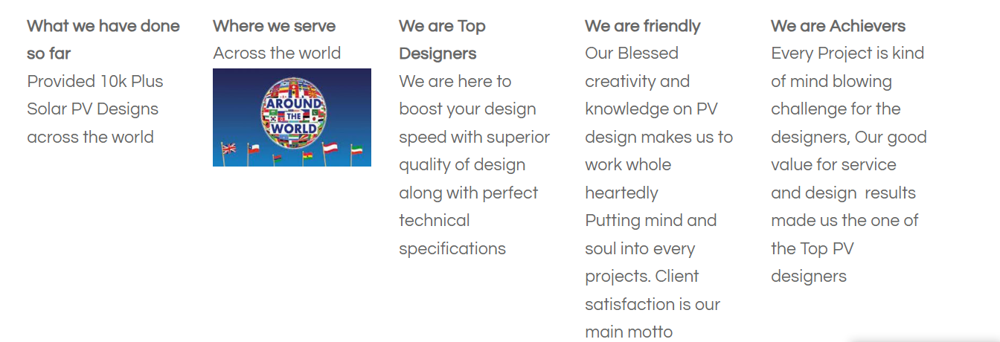 What we have done
so far
Provided 10k Plus
Solar PV Designs
across the world
Where we serve
Across the world
AROUND
THE
WORLD
We are Top
Designers
We are here to
boost your design
speed with superior
quality of design
along with perfect
technical
specifications
We are friendly
Our Blessed
creativity and
knowledge on PV
design makes us to
work whole
heartedly
Putting mind and
soul into every
projects. Client
satisfaction is our
main motto
We are Achievers
Every Project is kind
of mind blowing
challenge for the
designers, Our good
value for service
and design  results
made us the one of
the Top PV
designers